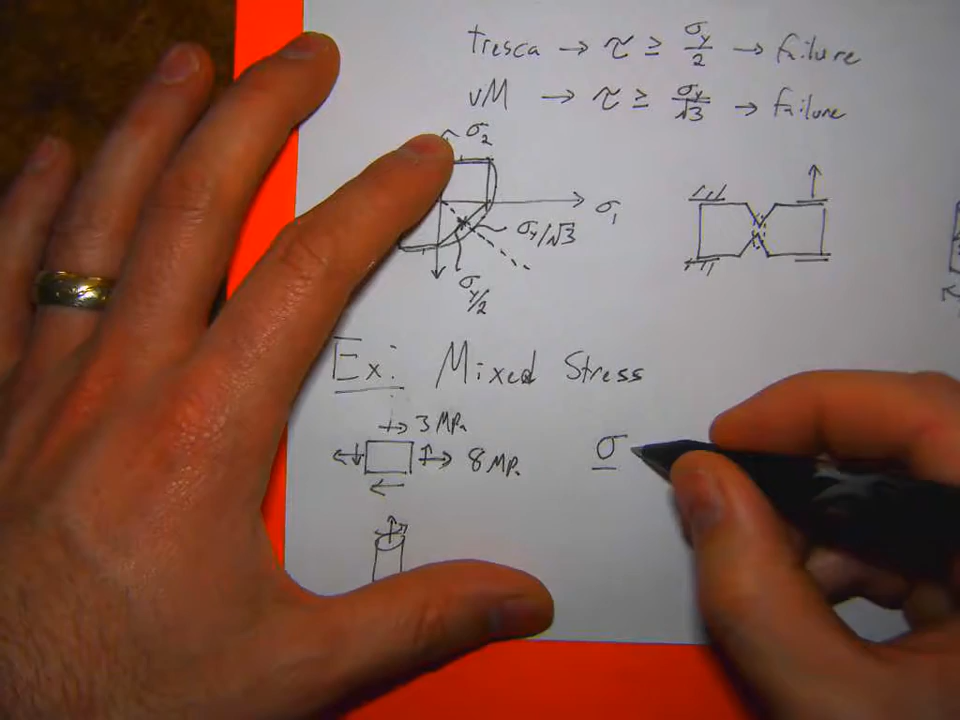 tresca → τ ≥ σy/2 → failure
vM → τ ≥ σy/√3 → failure
σ2
σ1
σy/√3
σy/2
Ex: Mixed Stress
3 MPa
8 MPa
σ